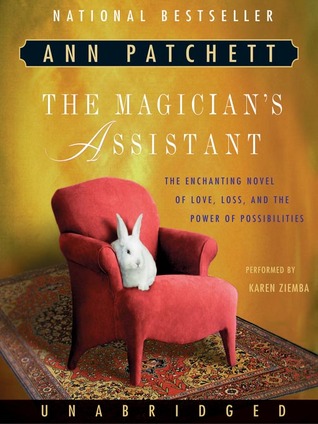 NATIONAL BESTSELLER
ANN PATCHETT
THE MAGICIAN'S
ASSISTANT
THE ENCHANTING NOVEL
OF LOVE, LOSS, AND THE
POWER OF POSSIBILITIES
PERFORMED BY
KAREN ZIEMBA
UNABRIDGED